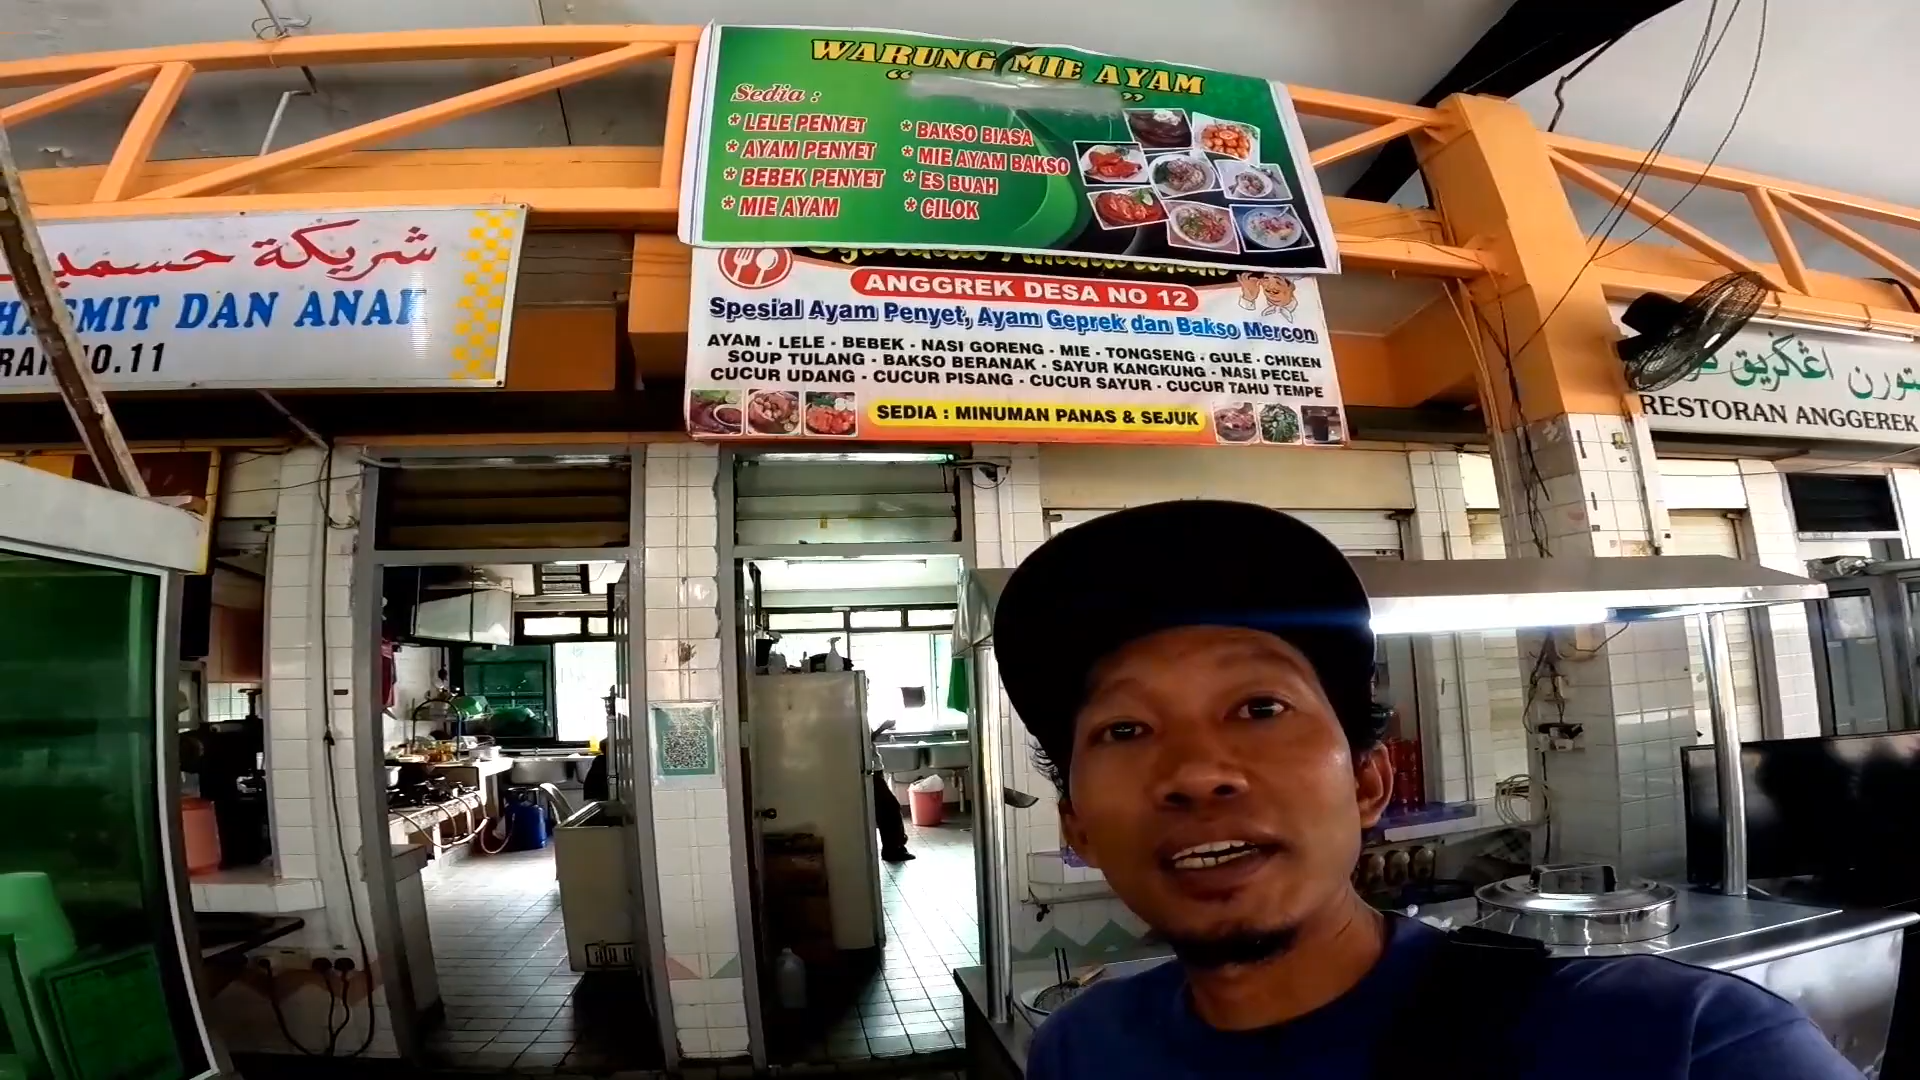 WARUNG MIE AYAM
“ ”
Sedia :
* LELE PENYET
* AYAM PENYET
* BEBEK PENYET
* MIE AYAM
* BAKSO BIASA
* MIE AYAM BAKSO
* ES BUAH
* CILOK
ANGGREK DESA NO 12
Spesial Ayam Penyet, Ayam Geprek dan Bakso Mercon
AYAM - LELE - BEBEK - NASI GORENG - MIE - TONGSENG - GULE - CHIKEN
SOUP TULANG - BAKSO BERANAK - SAYUR KANGKUNG - NASI PECEL
CUCUR UDANG - CUCUR PISANG - CUCUR SAYUR - CUCUR TAHU TEMPE
SEDIA : MINUMAN PANAS & SEJUK
شريكة
DAN ANAK
NO.11
اڠݢريق
RESTORAN ANGGEREK